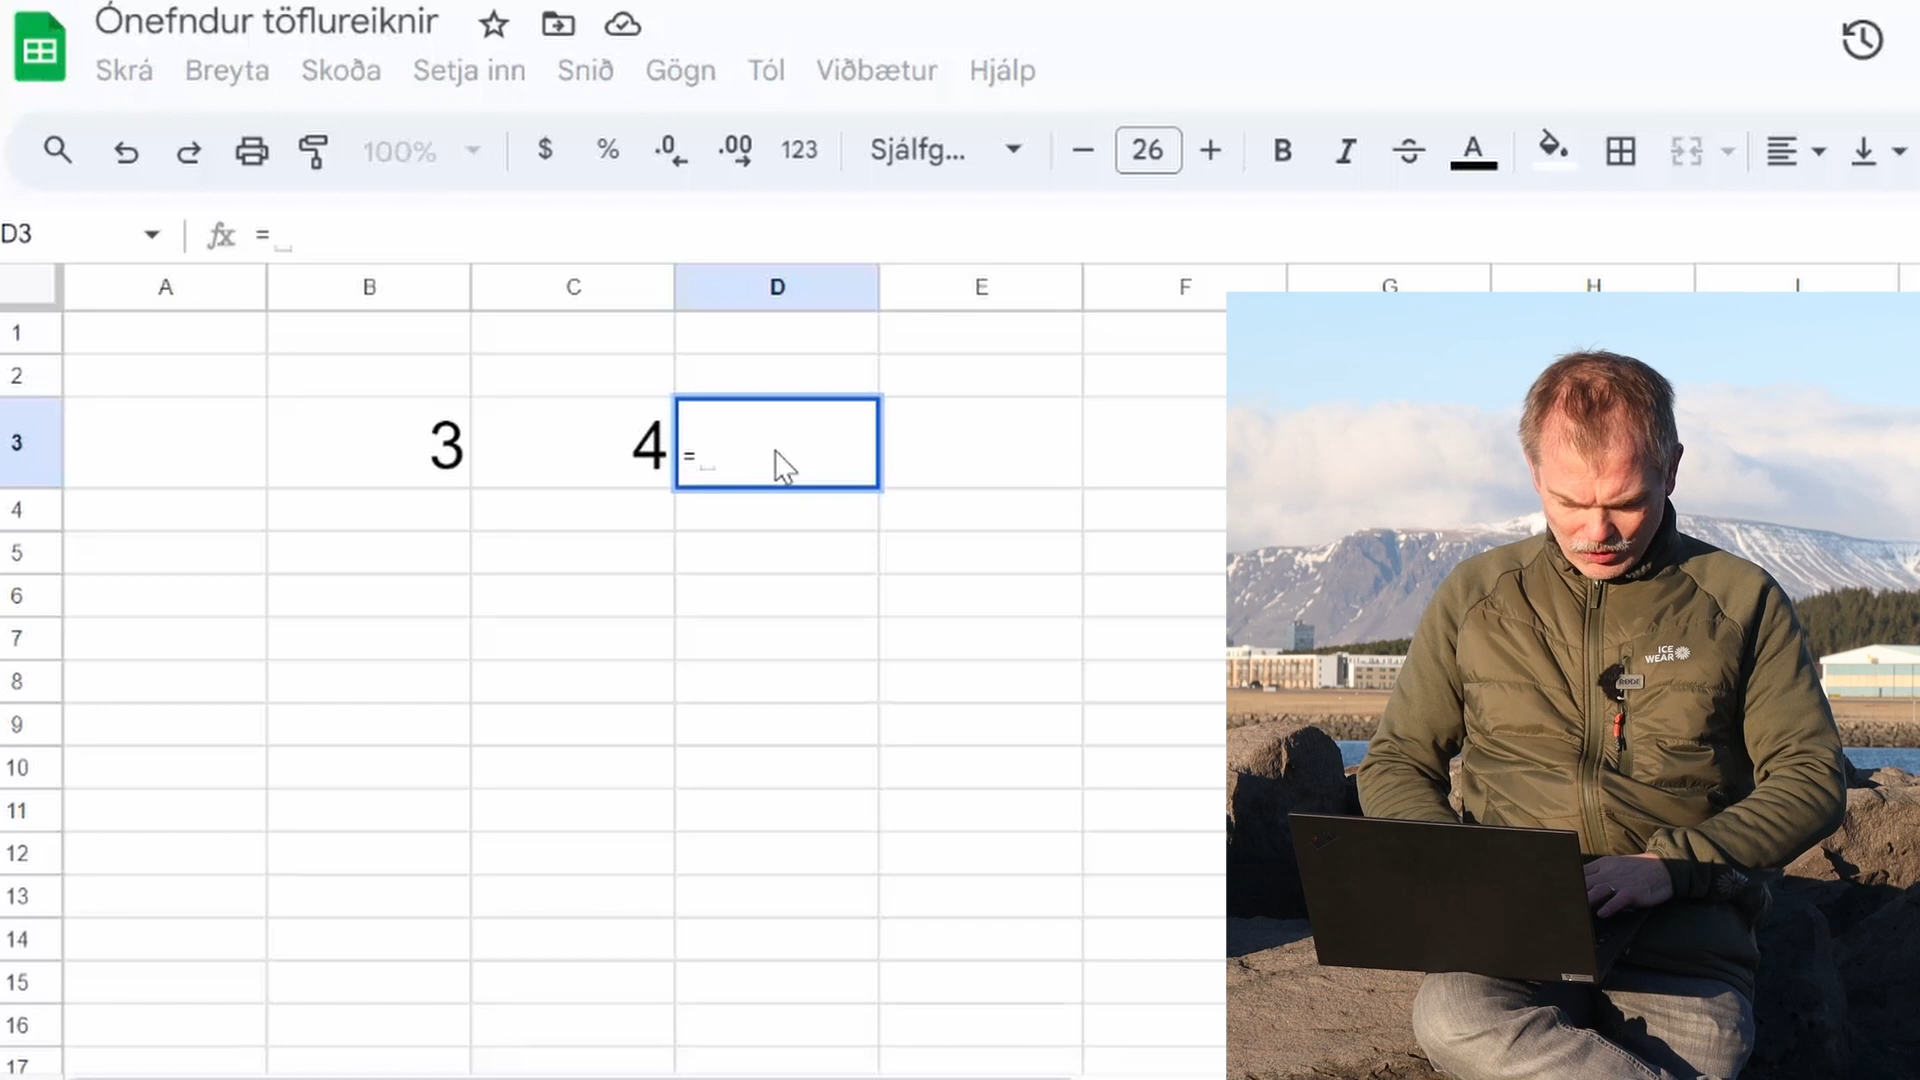 Ónefndur töflureiknir
Skrá Breyta Skoða Setja inn Snið Gögn Tól Viðbætur Hjálp
100% $ % .0 .00 123 Sjálfg... 26 B I A
D3 fx =
A B C D E F G H I
1
2
3 3 4 =
4
5
6
7
8
9
10
11
12
13
14
15
16
17
ICE
WEAR
RØDE